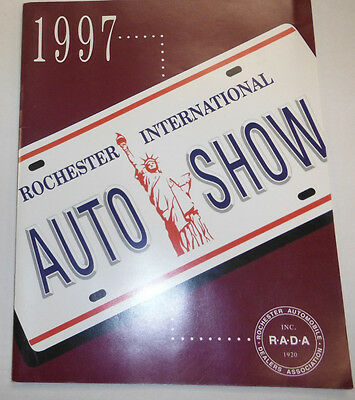 1997
ROCHESTER INTERNATIONAL
AUTO SHOW
ROCHESTER AUTOMOBILE
INC.
R·A·D·A
1920
DEALERS ASSOCIATION